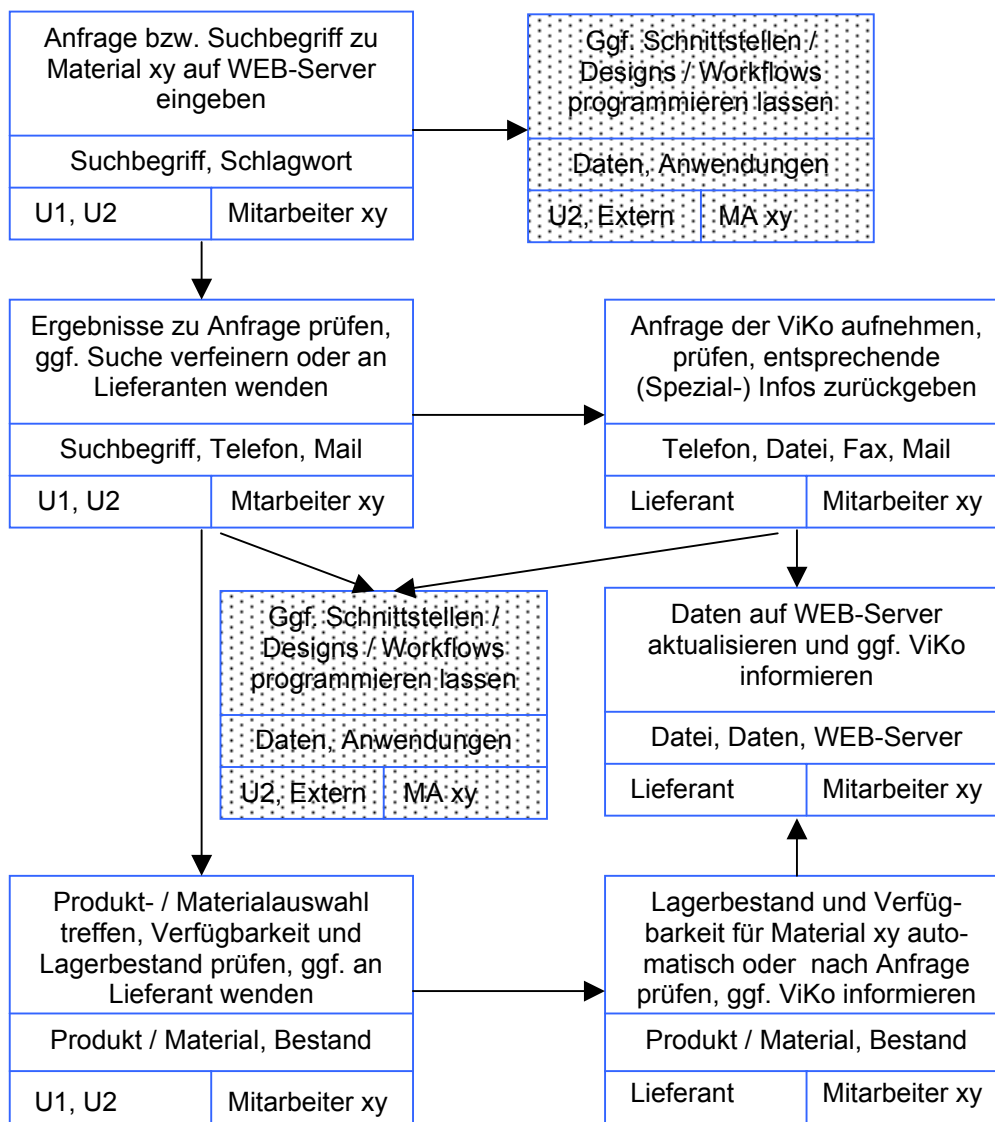 Anfrage bzw. Suchbegriff zu
Material xy auf WEB-Server
eingeben
Suchbegriff, Schlagwort
U1, U2
Mitarbeiter xy
Ggf. Schnittstellen /
Designs / Workflows
programmieren lassen
Daten, Anwendungen
U2, Extern
MA xy
Ergebnisse zu Anfrage prüfen,
ggf. Suche verfeinern oder an
Lieferanten wenden
Suchbegriff, Telefon, Mail
U1, U2
Mtarbeiter xy
Anfrage der ViKo aufnehmen,
prüfen, entsprechende
(Spezial-) Infos zurückgeben
Telefon, Datei, Fax, Mail
Lieferant
Mitarbeiter xy
Ggf. Schnittstellen /
Designs / Workflows
programmieren lassen
Daten, Anwendungen
U2, Extern
MA xy
Daten auf WEB-Server
aktualisieren und ggf. ViKo
informieren
Datei, Daten, WEB-Server
Lieferant
Mitarbeiter xy
Produkt- / Materialauswahl
treffen, Verfügbarkeit und
Lagerbestand prüfen, ggf. an
Lieferant wenden
Produkt / Material, Bestand
U1, U2
Mitarbeiter xy
Lagerbestand und Verfüg-
barkeit für Material xy auto-
matisch oder nach Anfrage
prüfen, ggf. ViKo informieren
Produkt / Material, Bestand
Lieferant
Mitarbeiter xy